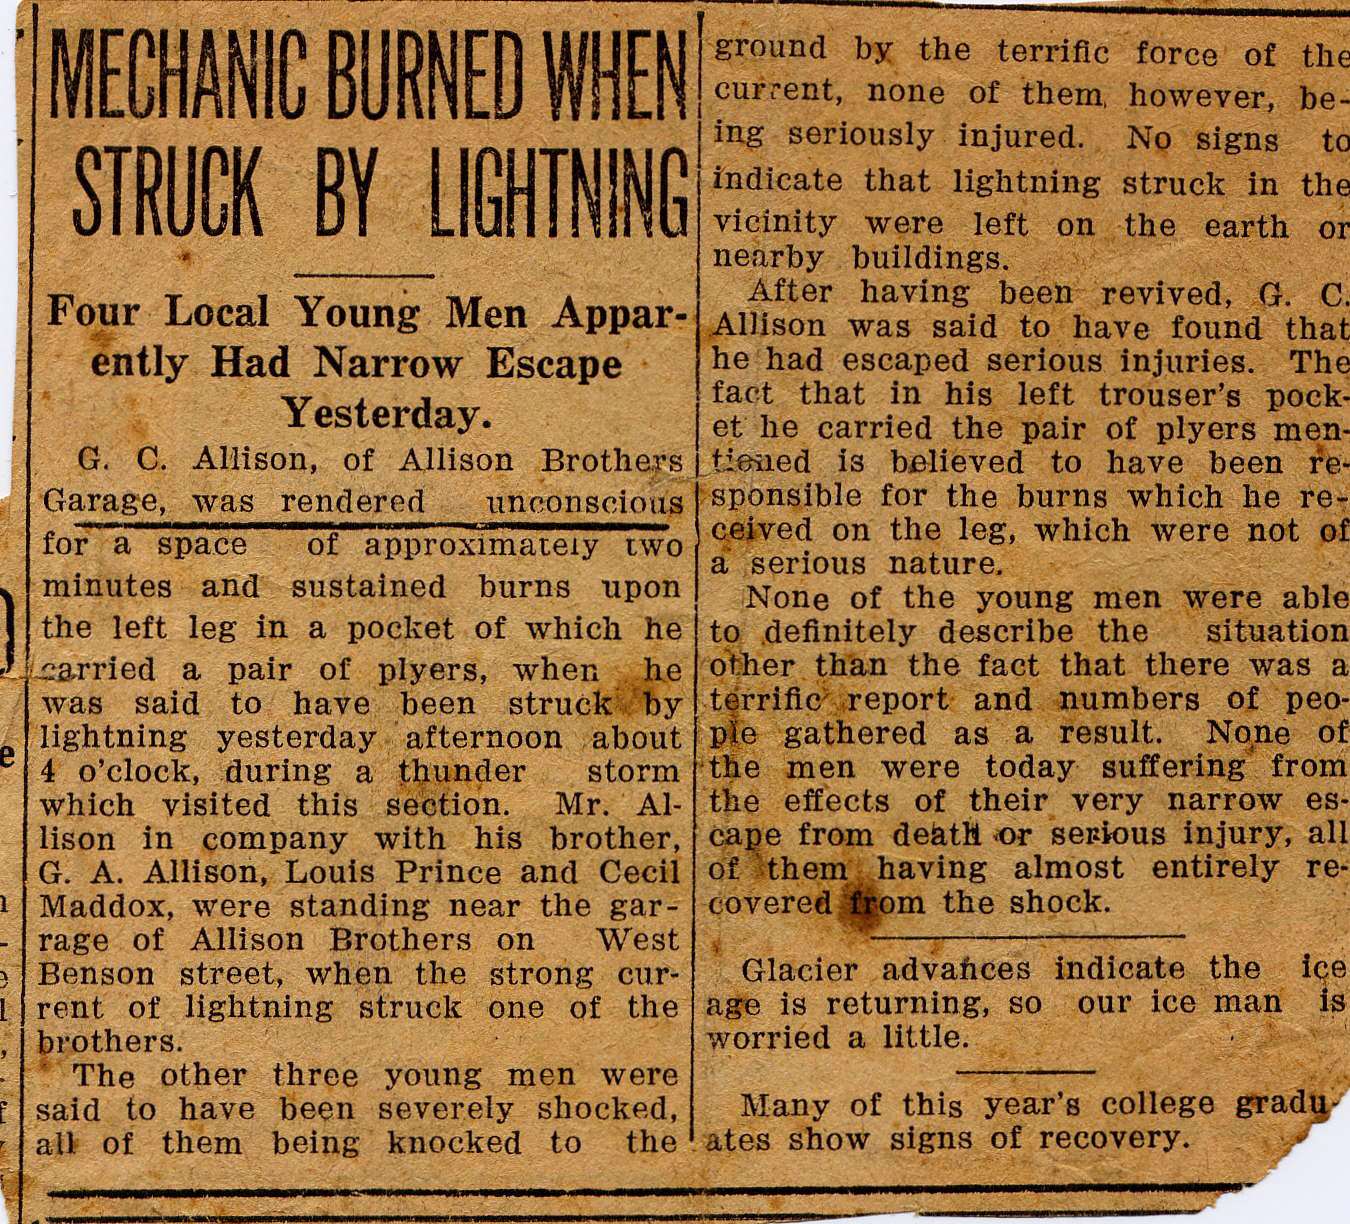 MECHANIC BURNED WHEN
STRUCK BY LIGHTNING
Four Local Young Men Appar-
ently Had Narrow Escape
Yesterday.
G. C. Allison, of Allison Brothers
Garage, was rendered unconscious
for a space of approximately two
minutes and sustained burns upon
the left leg in a pocket of which he
carried a pair of plyers, when he
was said to have been struck by
lightning yesterday afternoon about
4 o'clock, during a thunder storm
which visited this section. Mr. Al-
lison in company with his brother,
G. A. Allison, Louis Prince and Cecil
Maddox, were standing near the gar-
rage of Allison Brothers on West
Benson street, when the strong cur-
rent of lightning struck one of the
brothers.
The other three young men were
said to have been severely shocked,
all of them being knocked to the
ground by the terrific force of the
current, none of them, however, be-
ing seriously injured. No signs to
indicate that lightning struck in the
vicinity were left on the earth or
nearby buildings.
After having been revived, G. C.
Allison was said to have found that
he had escaped serious injuries. The
fact that in his left trouser's pock-
et he carried the pair of plyers men-
tioned is believed to have been re-
sponsible for the burns which he re-
ceived on the leg, which were not of
a serious nature.
None of the young men were able
to definitely describe the situation
other than the fact that there was a
terrific report and numbers of peo-
ple gathered as a result. None of
the men were today suffering from
the effects of their very narrow es-
cape from death or serious injury, all
of them having almost entirely re-
covered from the shock.
Glacier advances indicate the ice
age is returning, so our ice man is
worried a little.
Many of this year's college gradu-
ates show signs of recovery.